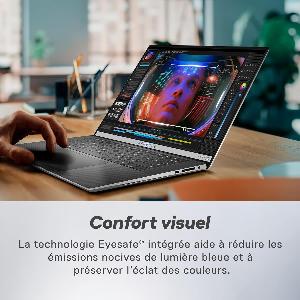 Confort visuel
La technologie Eyesafe® intégrée aide à réduire les
émissions nocives de lumière bleue et à
préserver l'éclat des couleurs.